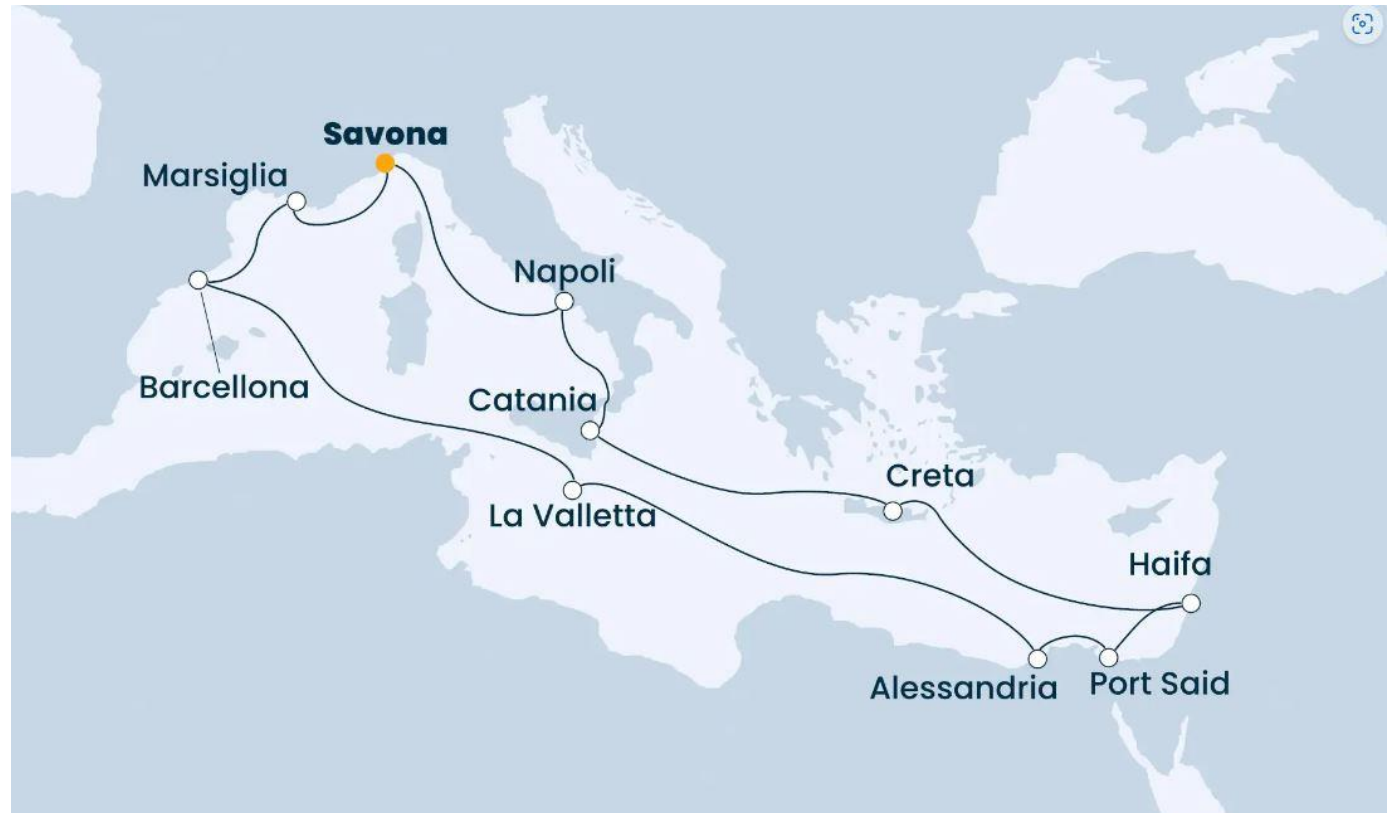 Savona
Marsiglia
Napoli
Barcellona
Catania
Creta
La Valletta
Haifa
Alessandria
Port Said